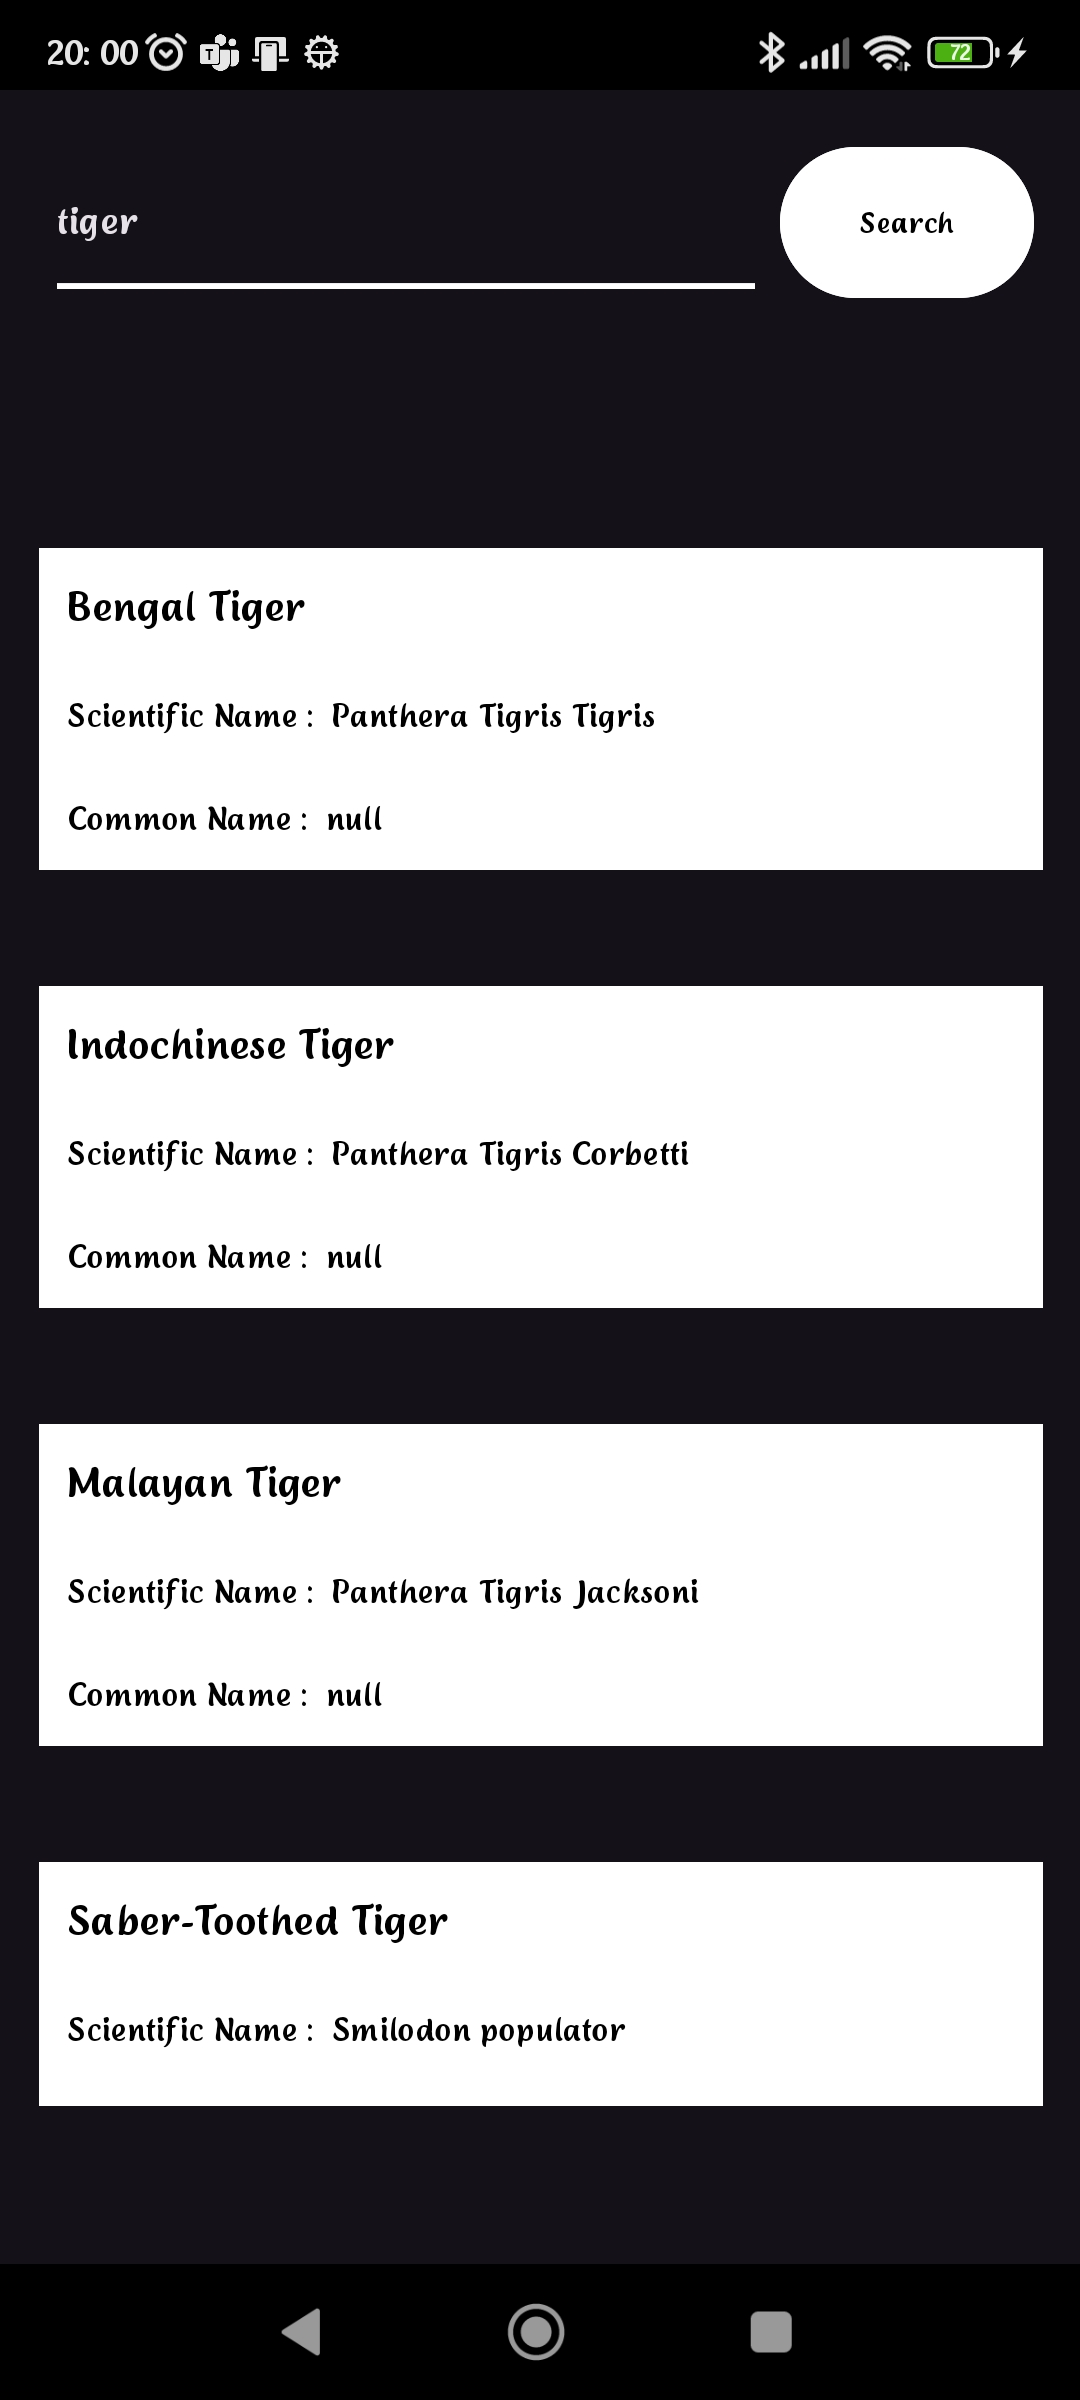 20: 00
72
tiger
Search
Bengal Tiger
Scientific Name : Panthera Tigris Tigris
Common Name : null
Indochinese Tiger
Scientific Name : Panthera Tigris Corbetti
Common Name : null
Malayan Tiger
Scientific Name : Panthera Tigris Jacksoni
Common Name : null
Saber-Toothed Tiger
Scientific Name : Smilodon populator